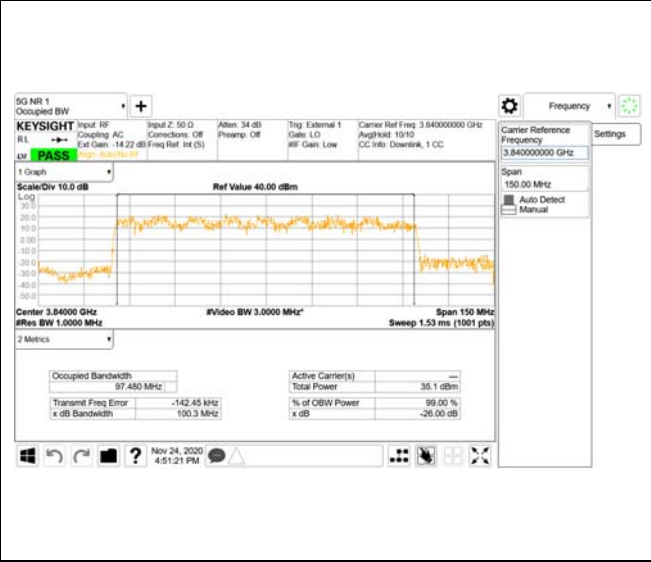 5G NR 1
Occupied BW
Frequency
KEYSIGHT
R L
PASS
Input: RF
Coupling: AC
Ext Gain: -14.22 dB
Align: Auto/No RF
Input Z: 50 Ω
Corrections: Off
Freq Ref: Int (S)
Atten: 34 dB
Preamp: Off
Trig: External 1
Gate: LO
#IF Gain: Low
Carrier Ref Freq: 3.840000000 GHz
Avg|Hold: 10/10
CC Info: Downlink, 1 CC
1 Graph
Scale/Div 10.0 dB
Ref Value 40.00 dBm
Log
30.0
20.0
10.0
0.00
-10.0
-20.0
-30.0
-40.0
-50.0
Center 3.84000 GHz
#Video BW 3.0000 MHz*
Span 150 MHz
#Res BW 1.0000 MHz
Sweep 1.53 ms (1001 pts)
2 Metrics
Occupied Bandwidth
97.480 MHz
Transmit Freq Error -142.45 kHz
x dB Bandwidth 100.3 MHz
Active Carrier(s) ---
Total Power 35.1 dBm
% of OBW Power 99.00 %
x dB -26.00 dB
Nov 24, 2020
4:51:21 PM
Carrier Reference
Frequency
3.840000000 GHz
Span
150.00 MHz
Auto Detect
Manual
Settings